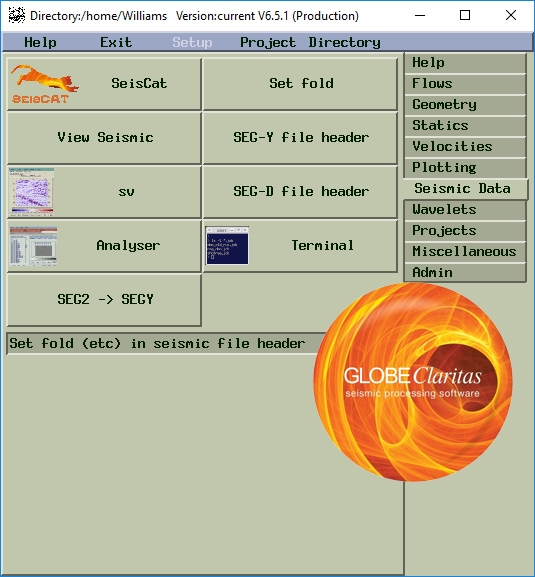 Directory:/home/Williams Version:current V6.5.1 (Production)
Help Exit Setup Project Directory
SeisCat
SEISCAT
Set fold
View Seismic
SEG-Y file header
sv
SEG-D file header
Analyser
Terminal
SEG2 -> SEGY
Set fold (etc) in seismic file header
Help
Flows
Geometry
Statics
Velocities
Plotting
Seismic Data
Wavelets
Projects
Miscellaneous
Admin
GLOBE Claritas
seismic processing software